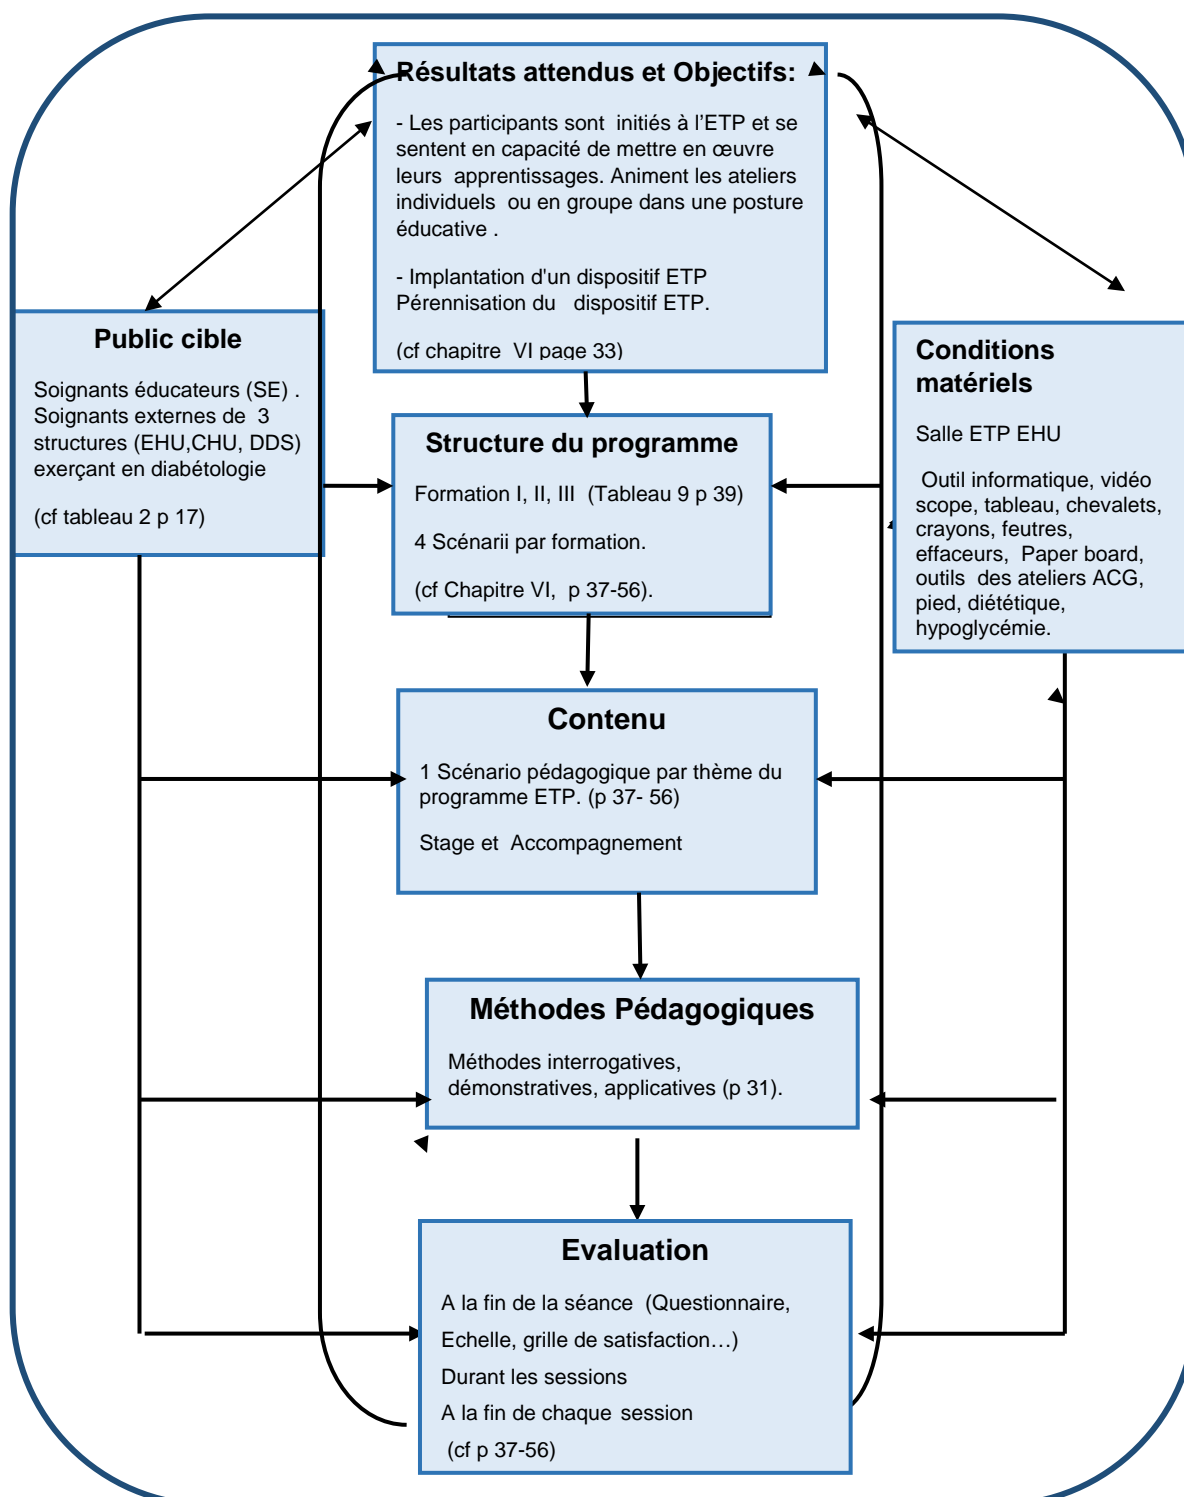 Résultats attendus et Objectifs:
- Les participants sont initiés à l'ETP et se
sentent en capacité de mettre en œuvre
leurs apprentissages. Animent les ateliers
individuels ou en groupe dans une posture
éducative .
- Implantation d'un dispositif ETP
Pérennisation du dispositif ETP.
(cf chapitre VI page 33)
Public cible
Soignants éducateurs (SE) .
Soignants externes de 3
structures (EHU,CHU, DDS)
exerçant en diabétologie
(cf tableau 2 p 17)
Conditions
matériels
Salle ETP EHU
Outil informatique, vidéo
scope, tableau, chevalets,
crayons, feutres,
effaceurs, Paper board,
outils des ateliers ACG,
pied, diététique,
hypoglycémie.
Structure du programme
Formation I, II, III (Tableau 9 p 39)
4 Scénarii par formation.
(cf Chapitre VI, p 37-56).
Contenu
1 Scénario pédagogique par thème du
programme ETP. (p 37- 56)
Stage et Accompagnement
Méthodes Pédagogiques
Méthodes interrogatives,
démonstratives, applicatives (p 31).
Evaluation
A la fin de la séance (Questionnaire,
Echelle, grille de satisfaction…)
Durant les sessions
A la fin de chaque session
(cf p 37-56)